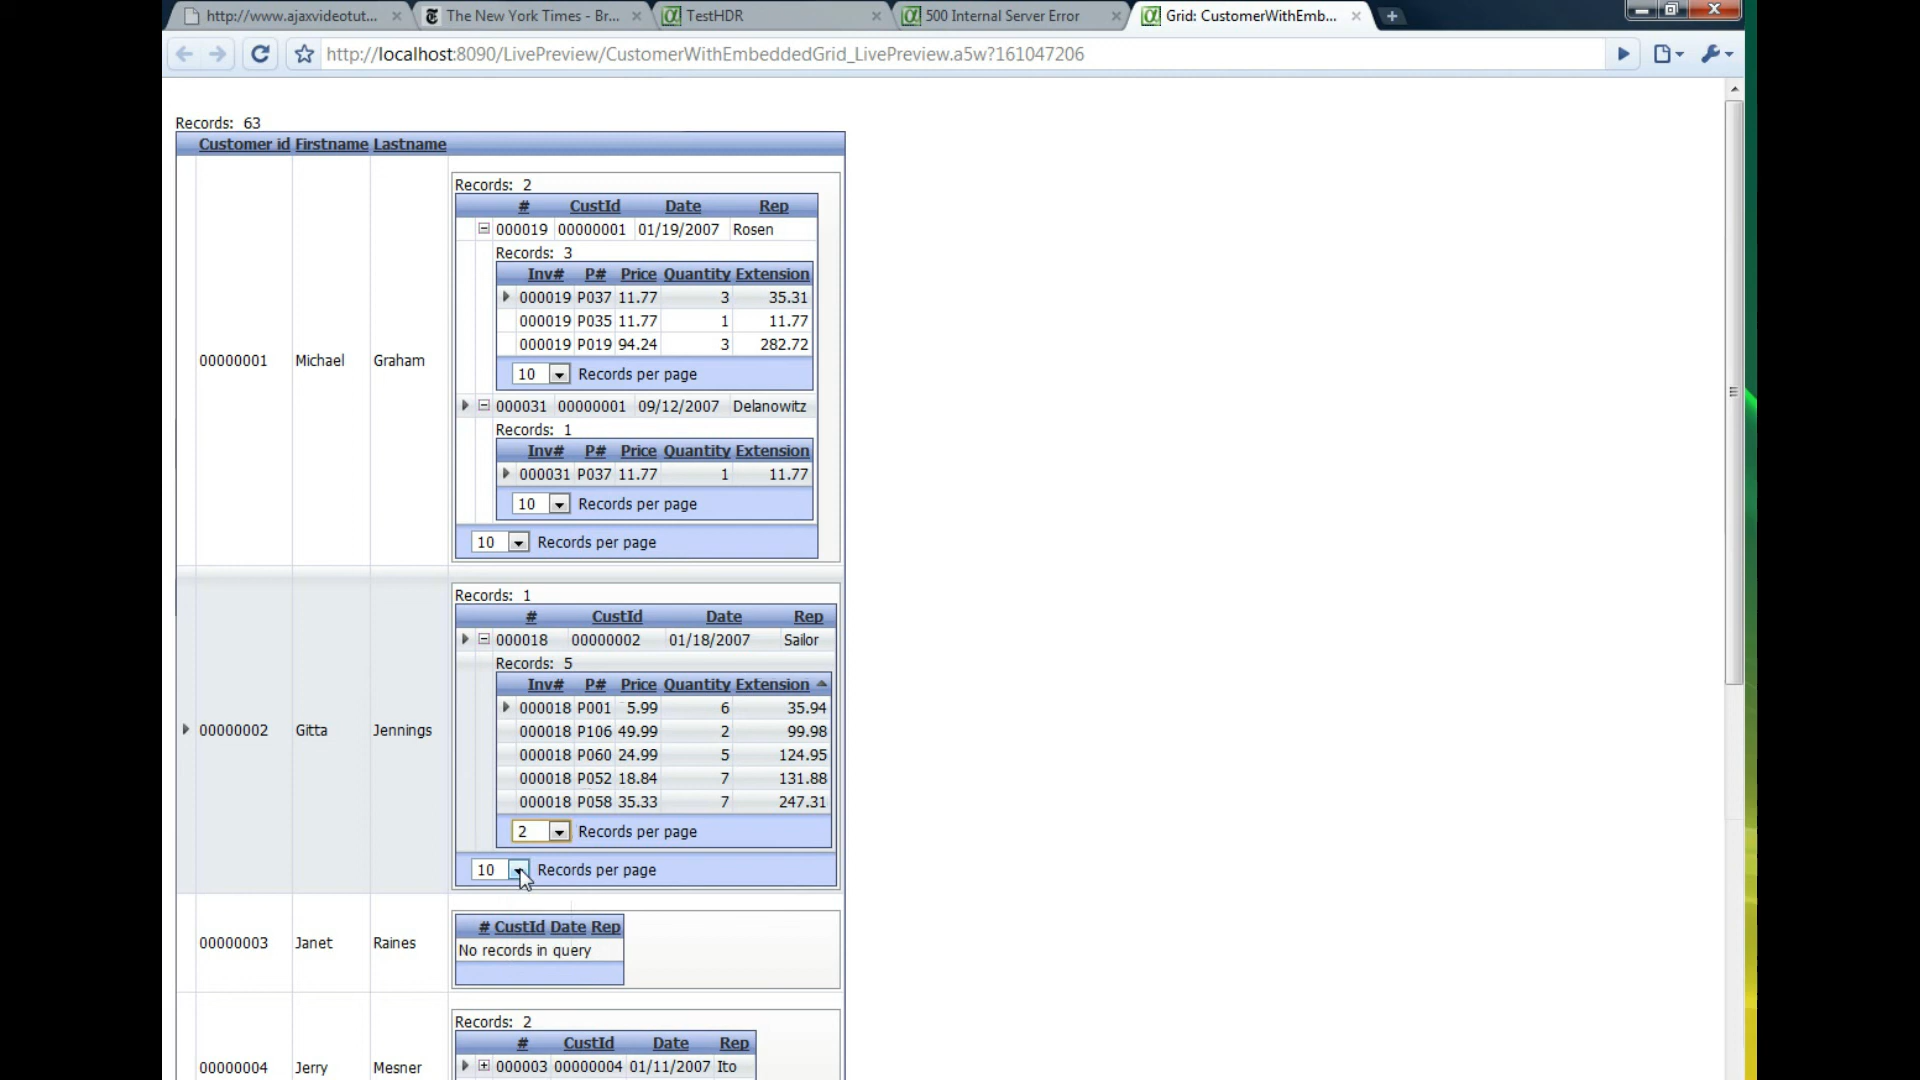 http://www.ajaxvideotut... The New York Times - Br... TestHDR 500 Internal Server Error Grid: CustomerWithEmb...
http://localhost:8090/LivePreview/CustomerWithEmbeddedGrid_LivePreview.a5w?161047206
Records: 63
Customer id Firstname Lastname
Records: 2
# CustId Date Rep
000019 00000001 01/19/2007 Rosen
Records: 3
Inv# P# Price Quantity Extension
000019 P037 11.77 3 35.31
000019 P035 11.77 1 11.77
000019 P019 94.24 3 282.72
00000001 Michael Graham
10 Records per page
000031 00000001 09/12/2007 Delanowitz
Records: 1
Inv# P# Price Quantity Extension
000031 P037 11.77 1 11.77
10 Records per page
10 Records per page
Records: 1
# CustId Date Rep
000018 00000002 01/18/2007 Sailor
Records: 5
Inv# P# Price Quantity Extension
000018 P001 5.99 6 35.94
00000002 Gitta Jennings
000018 P106 49.99 2 99.98
000018 P060 24.99 5 124.95
000018 P052 18.84 7 131.88
000018 P058 35.33 7 247.31
2 Records per page
10 Records per page
# CustId Date Rep
00000003 Janet Raines
No records in query
Records: 2
# CustId Date Rep
00000004 Jerry Mesner
000003 00000004 01/11/2007 Ito